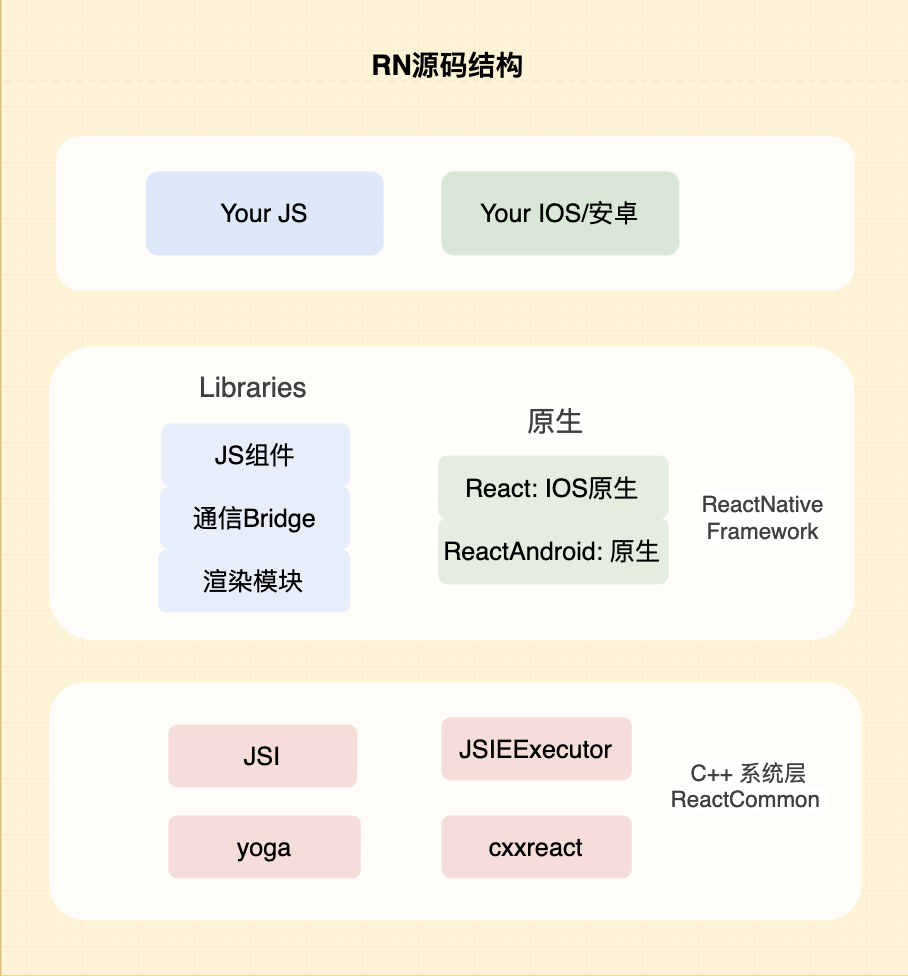 RN源码结构
Your JS
Your IOS/安卓
Libraries
JS组件
通信Bridge
渲染模块
原生
React: IOS原生
ReactAndroid: 原生
ReactNative
Framework
JSI
JSIEExecutor
yoga
cxxreact
C++ 系统层
ReactCommon